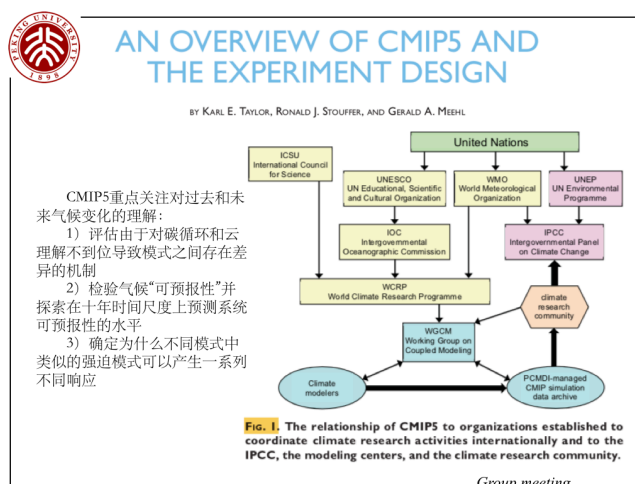 PEKING UNIVERSITY
1898
AN OVERVIEW OF CMIP5 AND
THE EXPERIMENT DESIGN
BY KARL E. TAYLOR, RONALD J. STOUFFER, AND GERALD A. MEEHL
CMIP5重点关注对过去和未
来气候变化的理解：
1）评估由于对碳循环和云
理解不到位导致模式之间存在差
异的机制
2）检验气候“可预报性”并
探索在十年时间尺度上预测系统
可预报性的水平
3）确定为什么不同模式中
类似的强迫模式可以产生一系列
不同响应
United Nations
ICSU
International Council
for Science
UNESCO
UN Educational, Scientific
and Cultural Organization
WMO
World Meteorological
Organization
UNEP
UN Environmental
Programme
IOC
Intergovernmental
Oceanographic Commission
IPCC
Intergovernmental Panel
on Climate Change
WCRP
World Climate Research Programme
climate
research
community
WGCM
Working Group on
Coupled Modeling
Climate
modelers
PCMDI-managed
CMIP simulation
data archive
FIG. 1. The relationship of CMIP5 to organizations established to
coordinate climate research activities internationally and to the
IPCC, the modeling centers, and the climate research community.
Group meeting